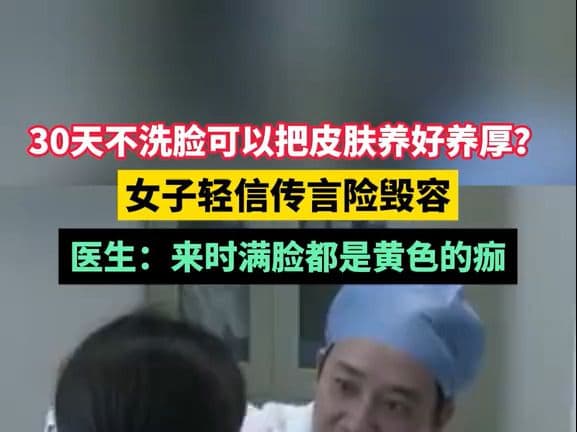 30天不洗脸可以把皮肤养好养厚?
女子轻信传言险毁容
医生：来时满脸都是黄色的痂